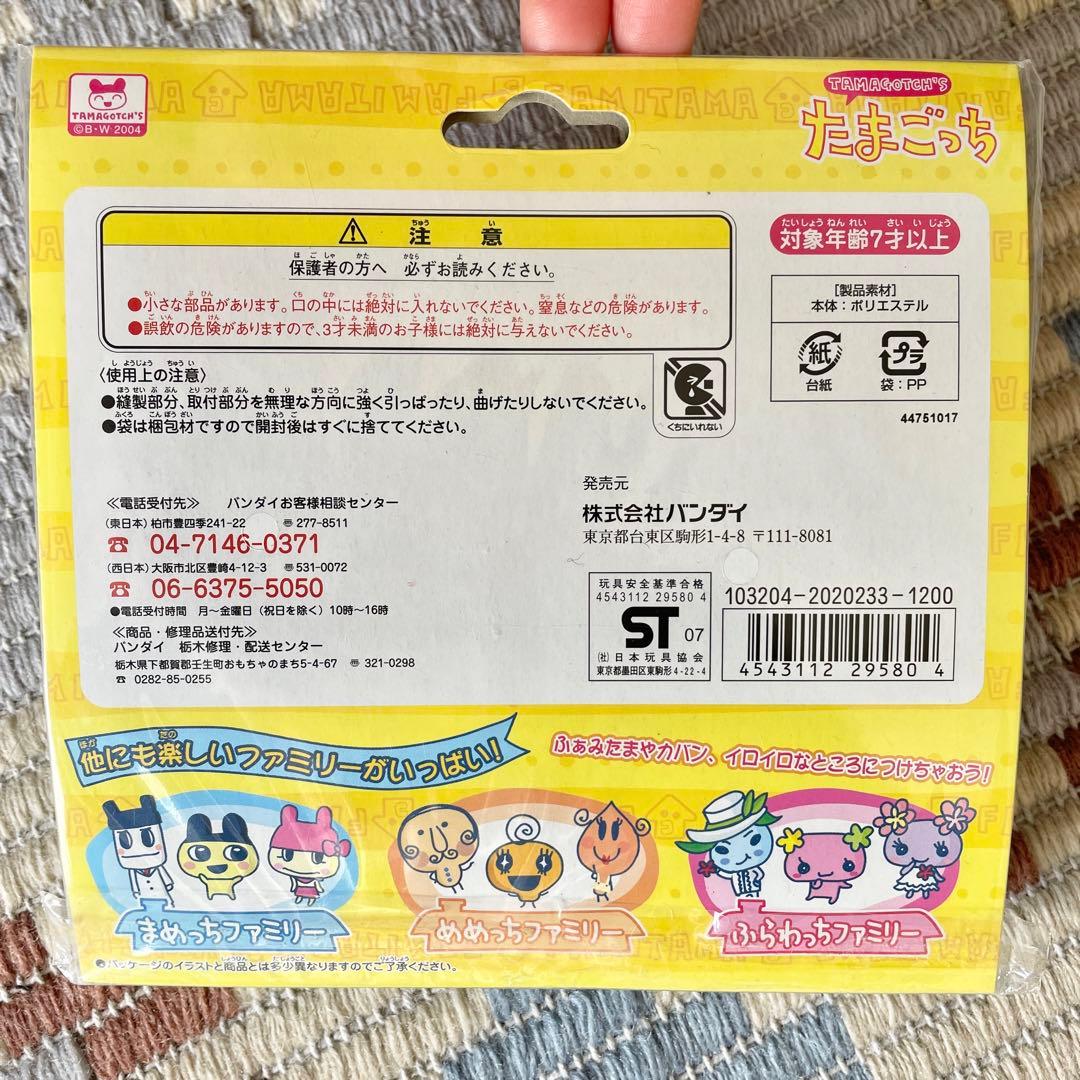 TAMAGOTCH'S
©B・W 2004
TAMAGOTCH'S
たまごっち
注意
保護者の方へ 必ずお読みください。
●小さな部品があります。口の中には絶対に入れないでください。窒息などの危険があります。
●誤飲の危険がありますので、3才未満のお子様には絶対に与えないでください。
〈使用上の注意〉
●縫製部分、取付部分を無理な方向に強く引っぱったり、曲げたりしないでください。
●袋は梱包材ですので開封後はすぐに捨ててください。
くちにいれない
対象年齢7才以上
[製品素材]
本体:ポリエステル
紙
台紙
プラ
袋:PP
44751017
≪電話受付先≫ バンダイお客様相談センター
(東日本) 柏市豊四季241-22 〠 277-8511
☎ 04-7146-0371
(西日本) 大阪市北区豊崎4-12-3 〠 531-0072
☎ 06-6375-5050
●電話受付時間 月〜金曜日(祝日を除く)10時〜16時
≪商品・修理品送付先≫
バンダイ 栃木修理・配送センター
栃木県下都賀郡壬生町おもちゃのまち5-4-67 〠 321-0298
☎ 0282-85-0255
発売元
株式会社バンダイ
東京都台東区駒形1-4-8 〒111-8081
玩具安全基準合格
4543112 29580 4
ST 07
(社)日本玩具協会
東京都墨田区東駒形4-22-4
103204-2020233-1200
4543112 295804
他にも楽しいファミリーがいっぱい!
ふぁみたまやカバン、イロイロなところにつけちゃおう!
まめっちファミリー
めめっちファミリー
ふらわっちファミリー
●パッケージのイラストと商品とは多少異なりますのでご了承ください。